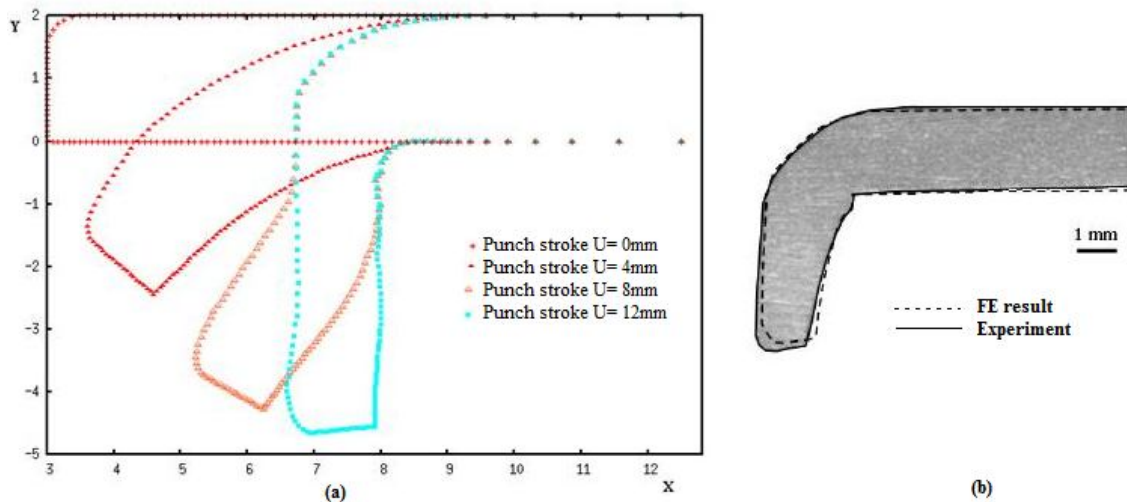 Y
2
1
0
-1
-2
-3
-4
-5
3
4
5
6
7
8
9
10
11
12
X
Punch stroke U= 0mm
Punch stroke U= 4mm
Punch stroke U= 8mm
Punch stroke U= 12mm
(a)
1 mm
FE result
Experiment
(b)